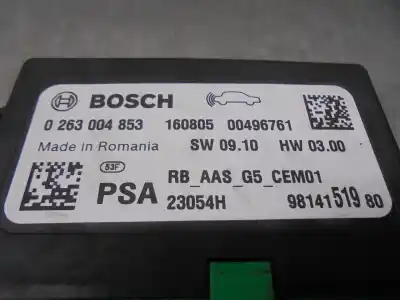 BOSCH
0 263 004 853 160805 00496761
Made in Romania SW 09.10 HW 03.00
53F
PSA RB_AAS_G5_CEM01
23054H 98141519 80